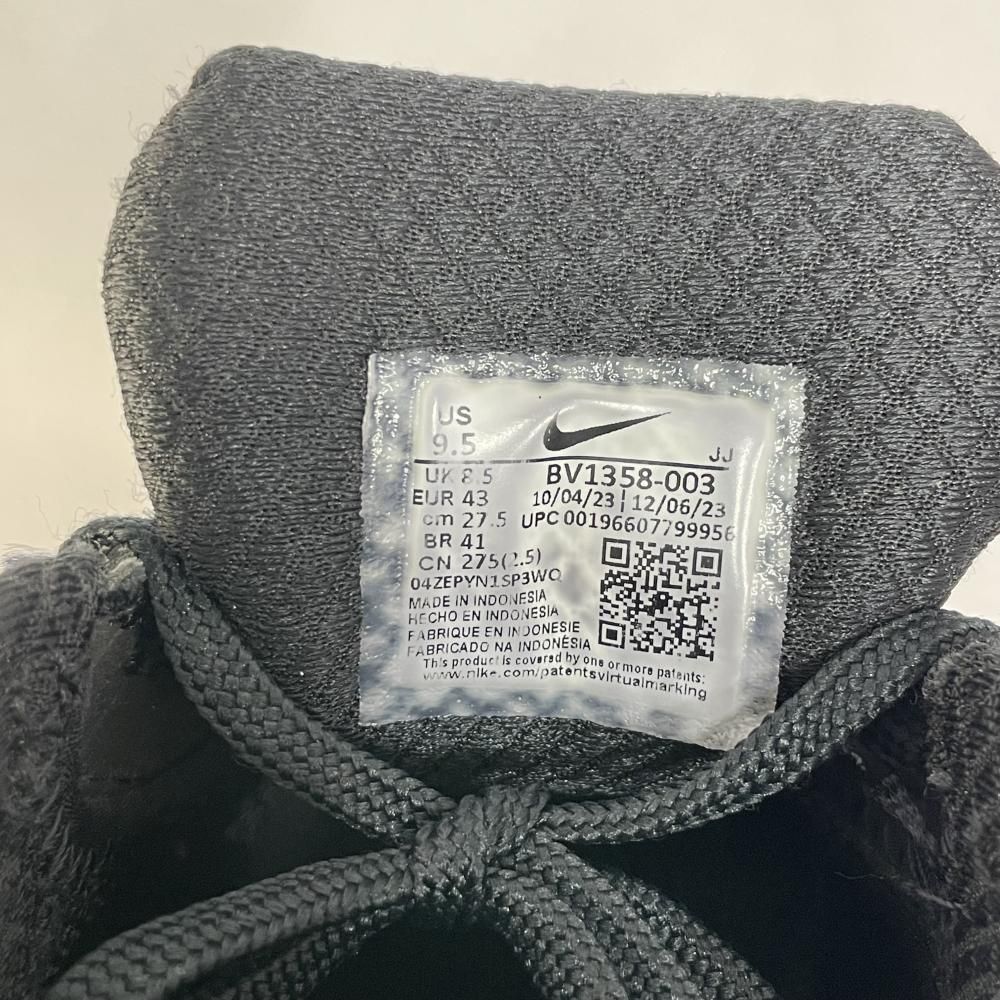 US
9.5
JJ
UK 8.5
BV1358-003
EUR 43
10/04/23 | 12/06/23
cm 27.5
UPC 00196607799956
BR 41
CN 275(2.5)
04ZEPYN1SP3WO
MADE IN INDONESIA
HECHO EN INDONESIA
FABRIQUE EN INDONESIE
FABRICADO NA INDONÉSIA
This product is covered by one or more patents:
www.nike.com/patentsvirtualmarking